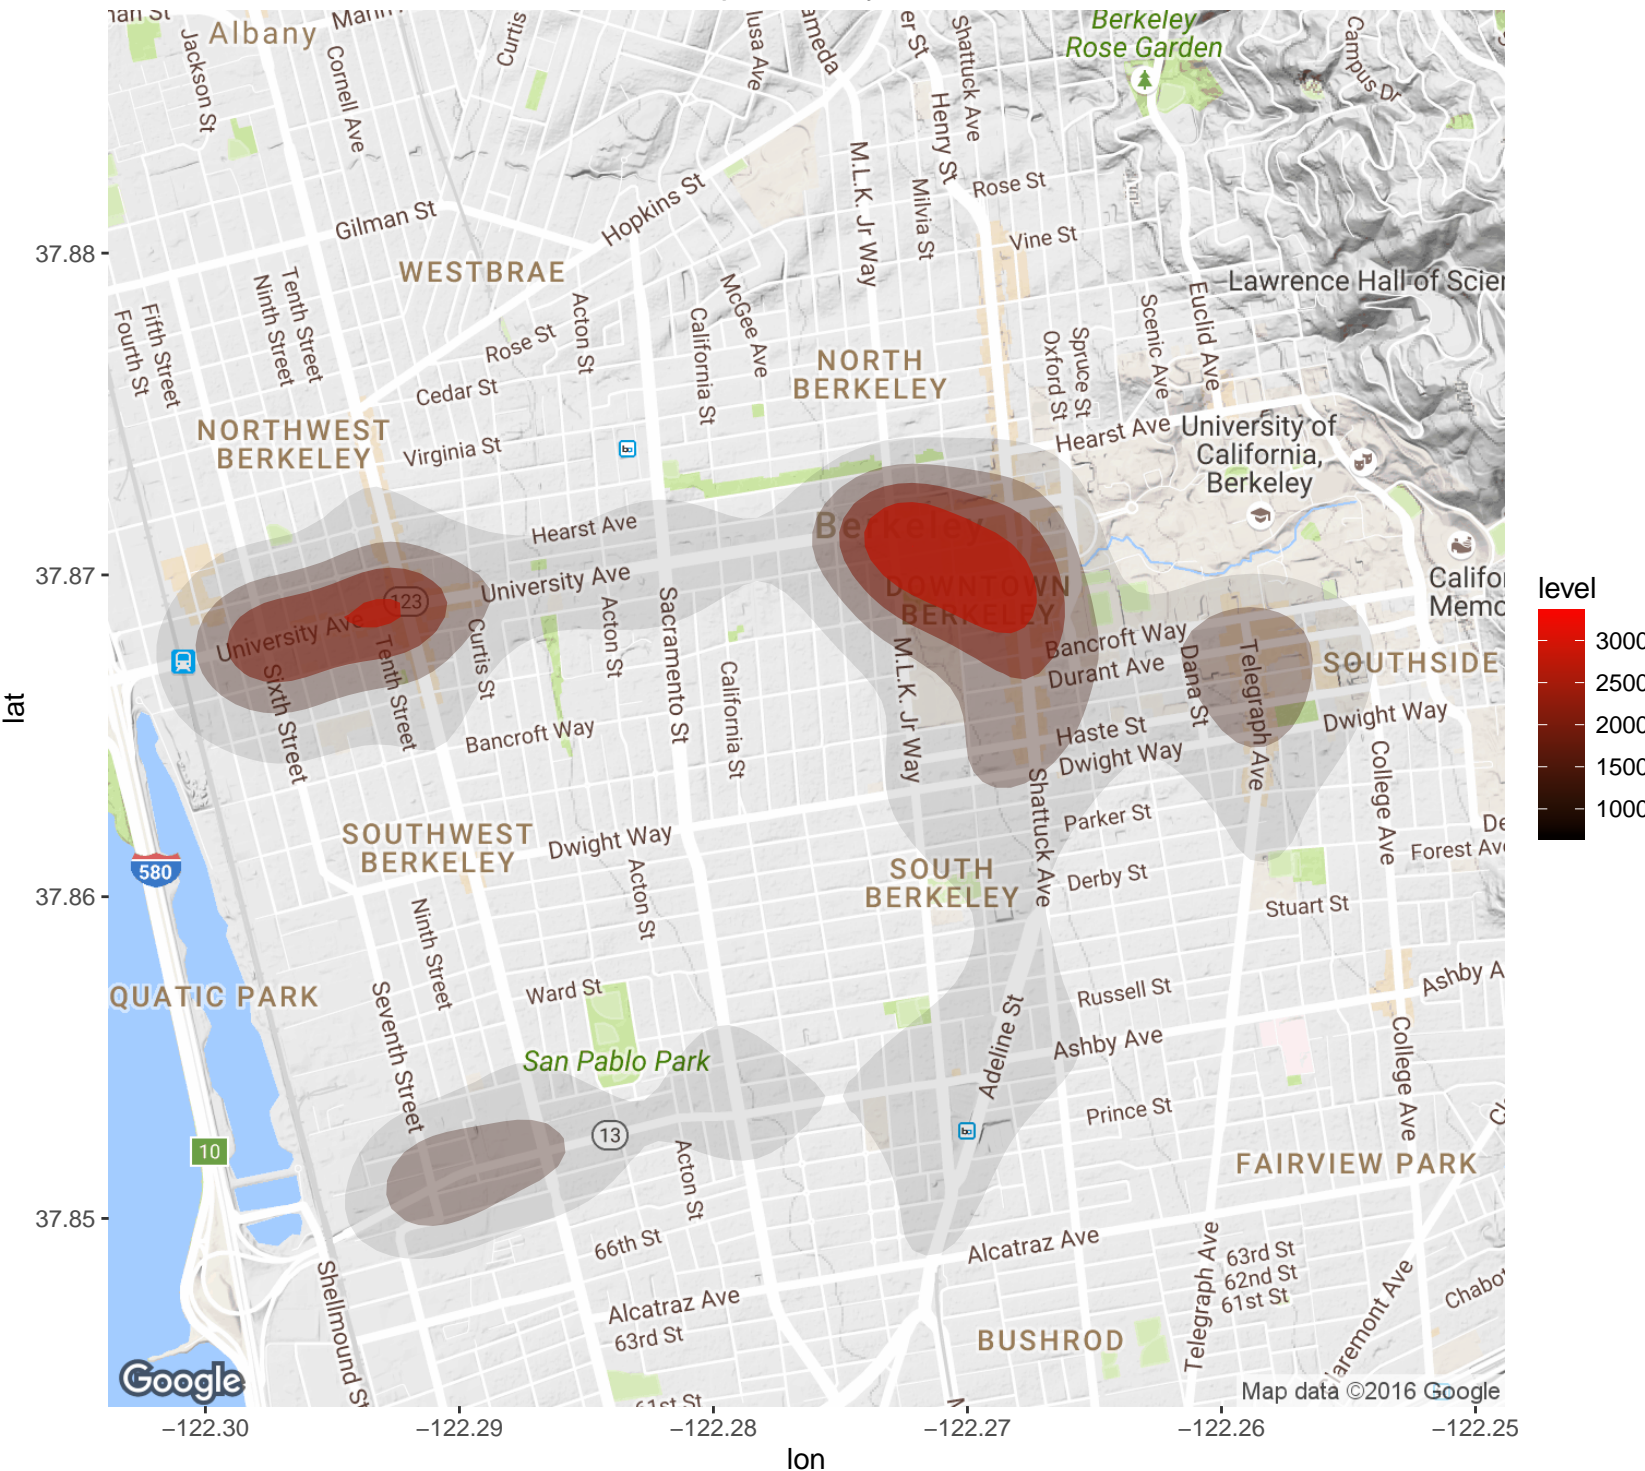 Albany
Jackson St
Cornell Ave
Curtis
Shattuck Ave
Henry St
Berkeley
Rose Garden
Campus Dr
Gilman St
Hopkins St
M.L.K. Jr Way
Milvia St
Rose St
Vine St
37.88
WESTBRAE
Lawrence Hall of Scien
Fourth St
Fifth Street
Ninth Street
Tenth Street
Rose St
Acton St
California St
McGee Ave
NORTH
BERKELEY
Oxford St
Spruce St
Scenic Ave
Euclid Ave
Cedar St
NORTHWEST
BERKELEY
Virginia St
Hearst Ave
University of
California,
Berkeley
Hearst Ave
Berkeley
37.87
University Ave
123
University Ave
DOWNTOWN
BERKELEY
Califor
Memo
level
3000
2500
2000
1500
1000
Sixth Street
Tenth Street
Curtis St
Acton St
Sacramento St
California St
M.L.K. Jr Way
Bancroft Way
Durant Ave
Dana St
Telegraph Ave
SOUTHSIDE
lat
Bancroft Way
Haste St
Dwight Way
Dwight Way
Shattuck Ave
College Ave
SOUTHWEST
BERKELEY
Dwight Way
Parker St
De
Forest Ave
580
37.86
Acton St
SOUTH
BERKELEY
Derby St
Stuart St
Ninth Street
QUATIC PARK
Ward St
Russell St
Ashby A
Seventh Street
San Pablo Park
Adeline St
Ashby Ave
College Ave
Prince St
10
13
Acton St
FAIRVIEW PARK
37.85
66th St
Alcatraz Ave
Telegraph Ave
63rd St
62nd St
61st St
Shellmound St
Alcatraz Ave
63rd St
BUSHROD
Claremont Ave
Chabot
Google
61st St
Map data ©2016 Google
−122.30
−122.29
−122.28
−122.27
−122.26
−122.25
lon